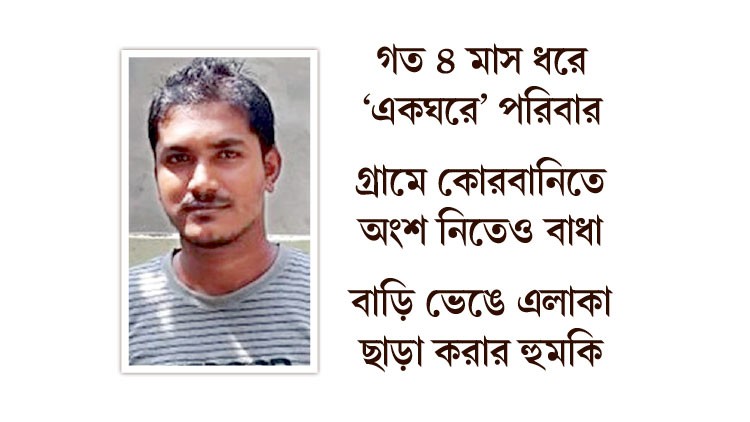 গত ৪ মাস ধরে
‘একঘরে’ পরিবার
গ্রামে কোরবানিতে
অংশ নিতেও বাধা
বাড়ি ভেঙে এলাকা
ছাড়া করার হুমকি